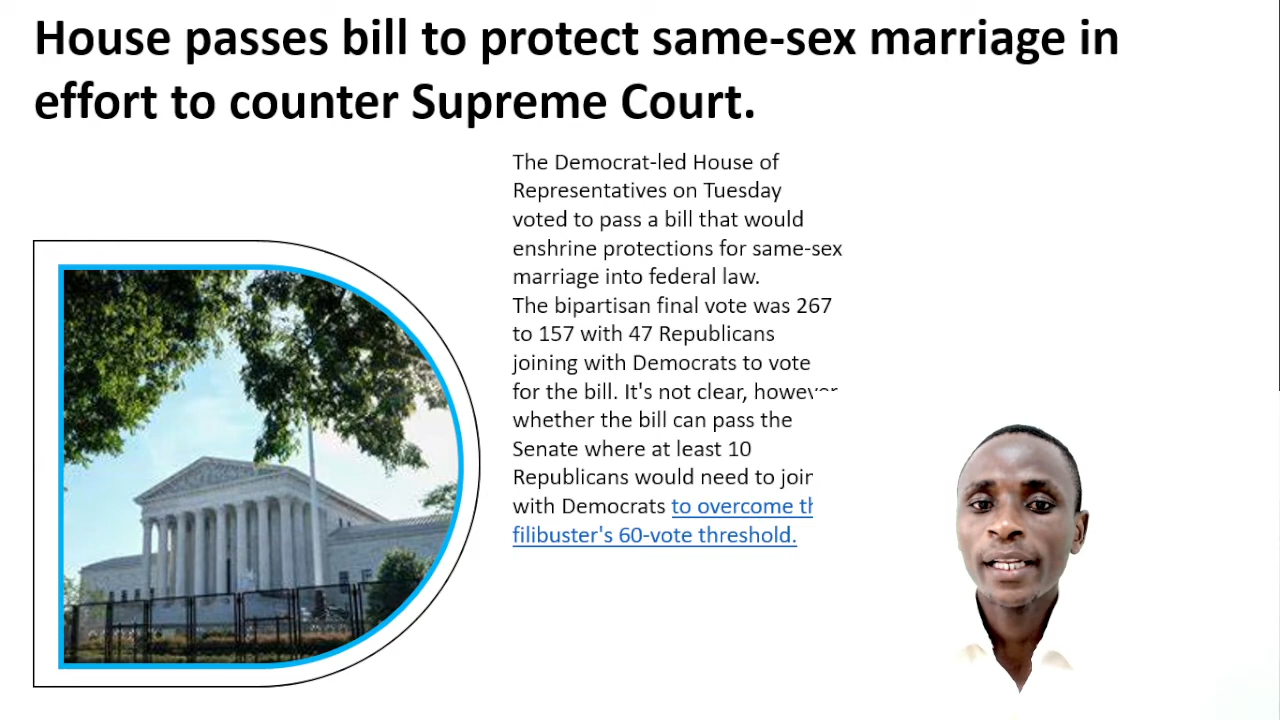 House passes bill to protect same-sex marriage in
effort to counter Supreme Court.
The Democrat-led House of
Representatives on Tuesday
voted to pass a bill that would
enshrine protections for same-sex
marriage into federal law.
The bipartisan final vote was 267
to 157 with 47 Republicans
joining with Democrats to vote
for the bill. It's not clear, however
whether the bill can pass the
Senate where at least 10
Republicans would need to join
with Democrats to overcome th
filibuster's 60-vote threshold.